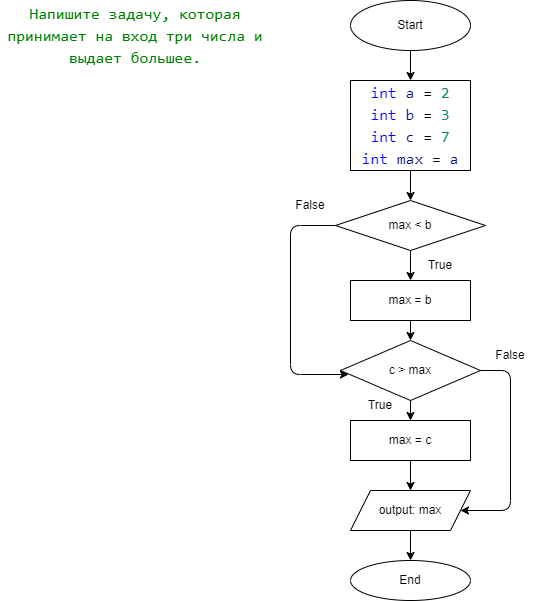 Напишите задачу, которая
принимает на вход три числа и
выдает большее.
Start
int a = 2
int b = 3
int c = 7
int max = a
False
max < b
True
max = b
False
c > max
True
max = c
output: max
End